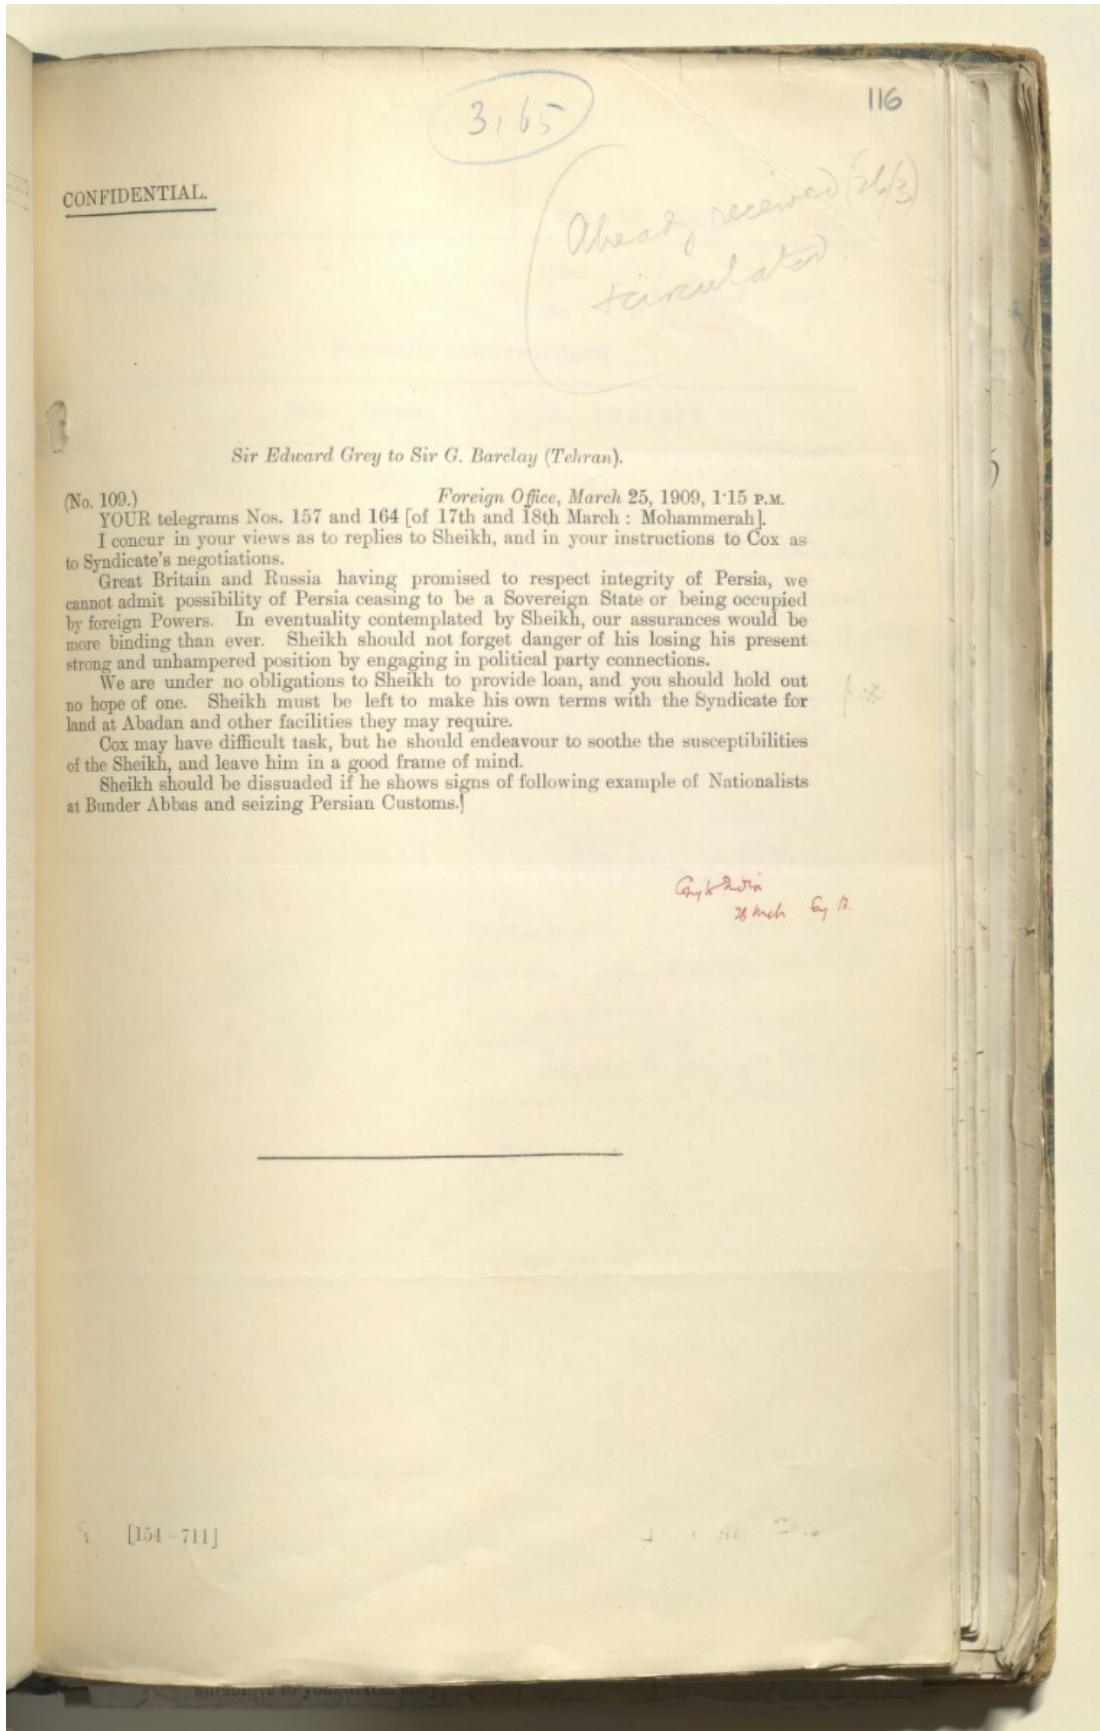 3165
116
CONFIDENTIAL.
Already received (26/3)
+ circulated.
Sir Edward Grey to Sir G. Barclay (Tehran).
(No. 109.) Foreign Office, March 25, 1909, 1·15 P.M.
YOUR telegrams Nos. 157 and 164 [of 17th and 18th March : Mohammerah].
I concur in your views as to replies to Sheikh, and in your instructions to Cox as
to Syndicate's negotiations.
Great Britain and Russia having promised to respect integrity of Persia, we
cannot admit possibility of Persia ceasing to be a Sovereign State or being occupied
by foreign Powers. In eventuality contemplated by Sheikh, our assurances would be
more binding than ever. Sheikh should not forget danger of his losing his present
strong and unhampered position by engaging in political party connections.
We are under no obligations to Sheikh to provide loan, and you should hold out
no hope of one. Sheikh must be left to make his own terms with the Syndicate for
land at Abadan and other facilities they may require.
Cox may have difficult task, but he should endeavour to soothe the susceptibilities
of the Sheikh, and leave him in a good frame of mind.
Sheikh should be dissuaded if he shows signs of following example of Nationalists
at Bunder Abbas and seizing Persian Customs.
Copy to India
26 Mch
[154—711]